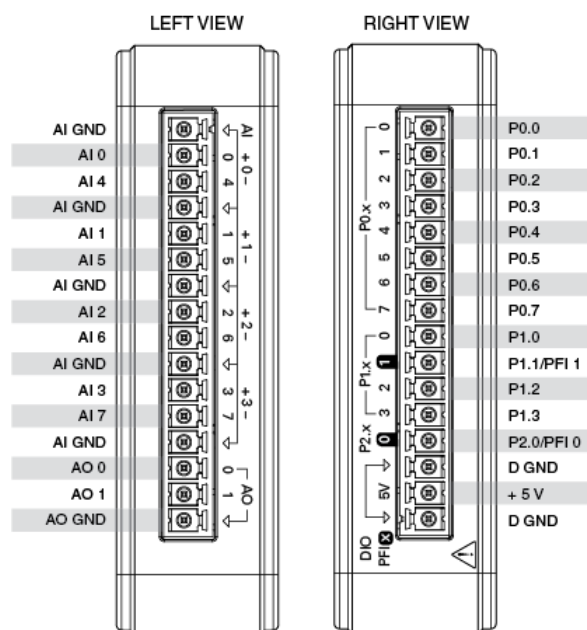 LEFT VIEW
RIGHT VIEW
AI GND
AI 0
AI 4
AI GND
AI 1
AI 5
AI GND
AI 2
AI 6
AI GND
AI 3
AI 7
AI GND
AO 0
AO 1
AO GND
AI
+ 0 -
0
4
+ 1 -
1
5
+ 2 -
2
6
+ 3 -
3
7
0
1
AO
P0.x
0
1
2
3
4
5
6
7
P1.x
0
1
2
3
P2.x
0
5V
DIO
PFI X
P0.0
P0.1
P0.2
P0.3
P0.4
P0.5
P0.6
P0.7
P1.0
P1.1/PFI 1
P1.2
P1.3
P2.0/PFI 0
D GND
+ 5 V
D GND